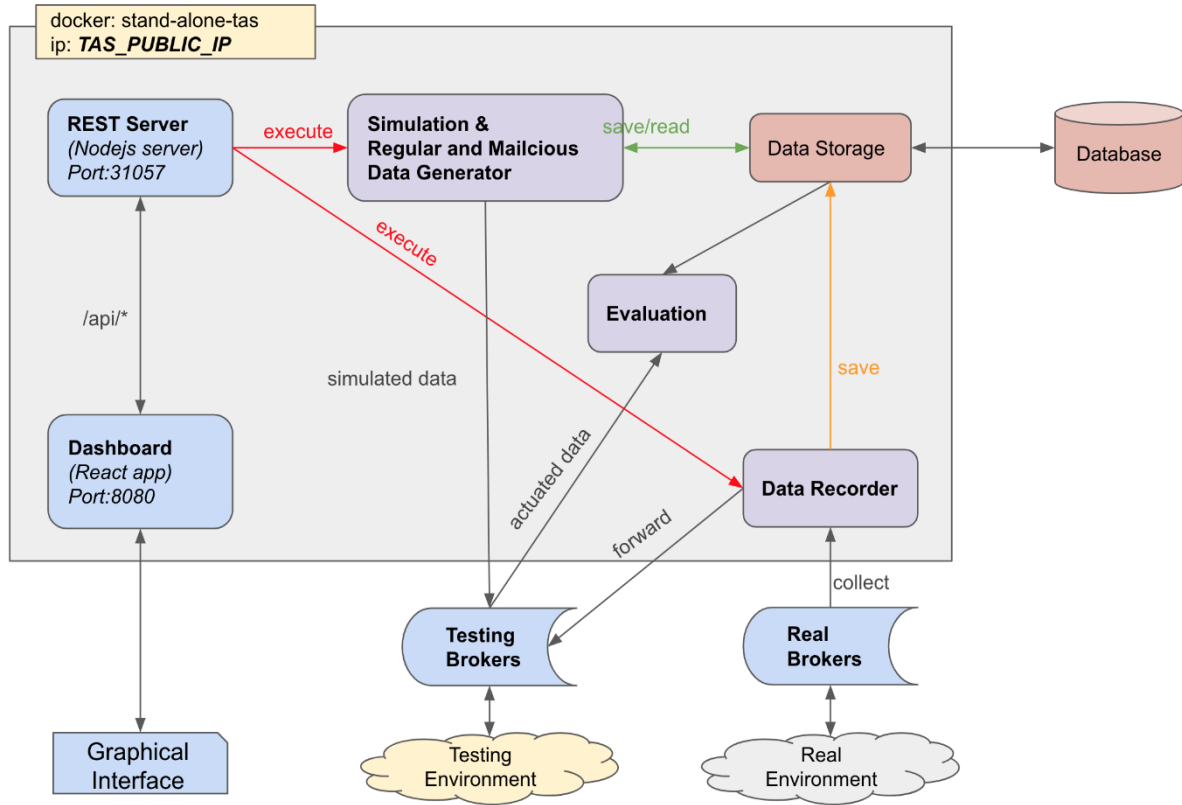 docker: stand-alone-tas
ip: TAS_PUBLIC_IP
REST Server
(Nodejs server)
Port:31057
execute
Simulation &
Regular and Mailcious
Data Generator
save/read
Data Storage
Database
execute
/api/*
Evaluation
simulated data
save
Dashboard
(React app)
Port:8080
actuated data
Data Recorder
forward
collect
Testing
Brokers
Real
Brokers
Graphical
Interface
Testing
Environment
Real
Environment